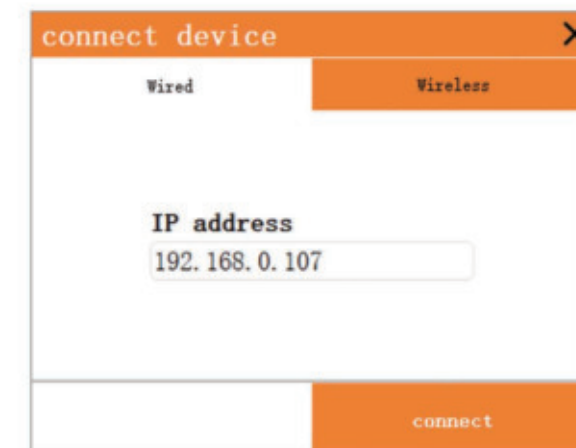 connect device
Wired Wireless
IP address
192.168.0.107
connect